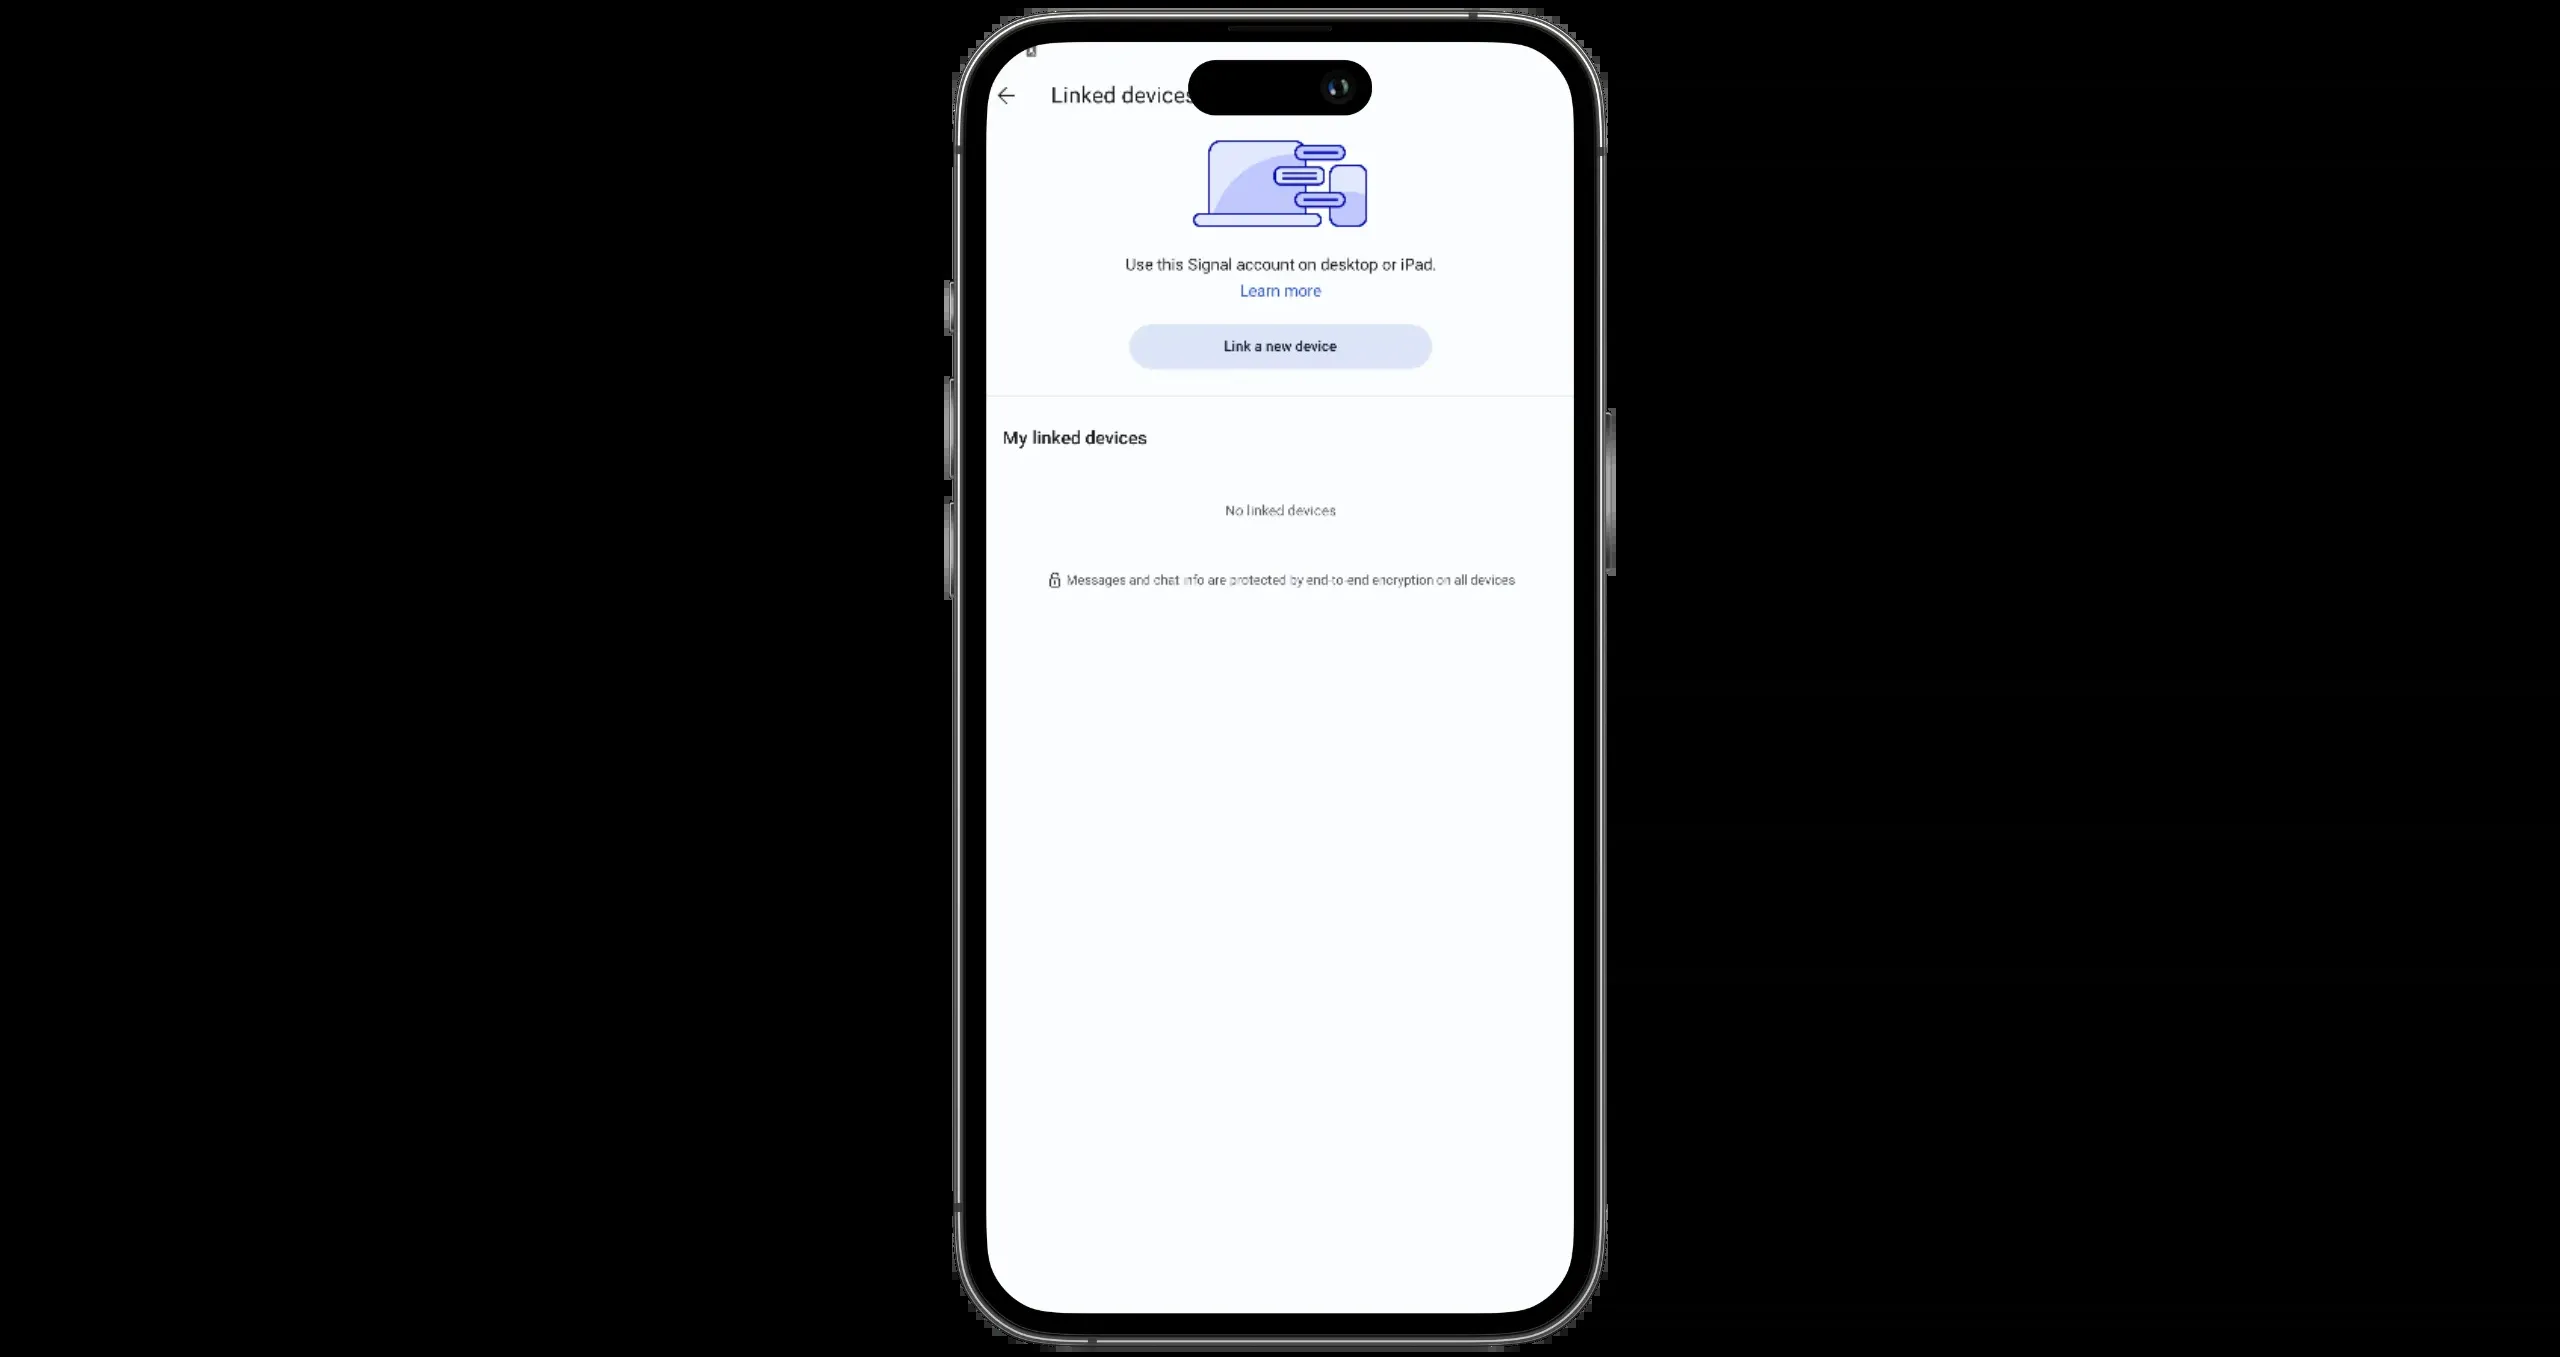 Linked devices
Use this Signal account on desktop or iPad.
Learn more
Link a new device
My linked devices
No linked devices
Messages and chat info are protected by end-to-end encryption on all devices